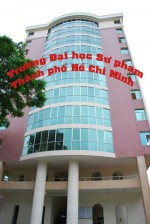 Trường Đại học Sư phạm
Thành phố Hồ Chí Minh